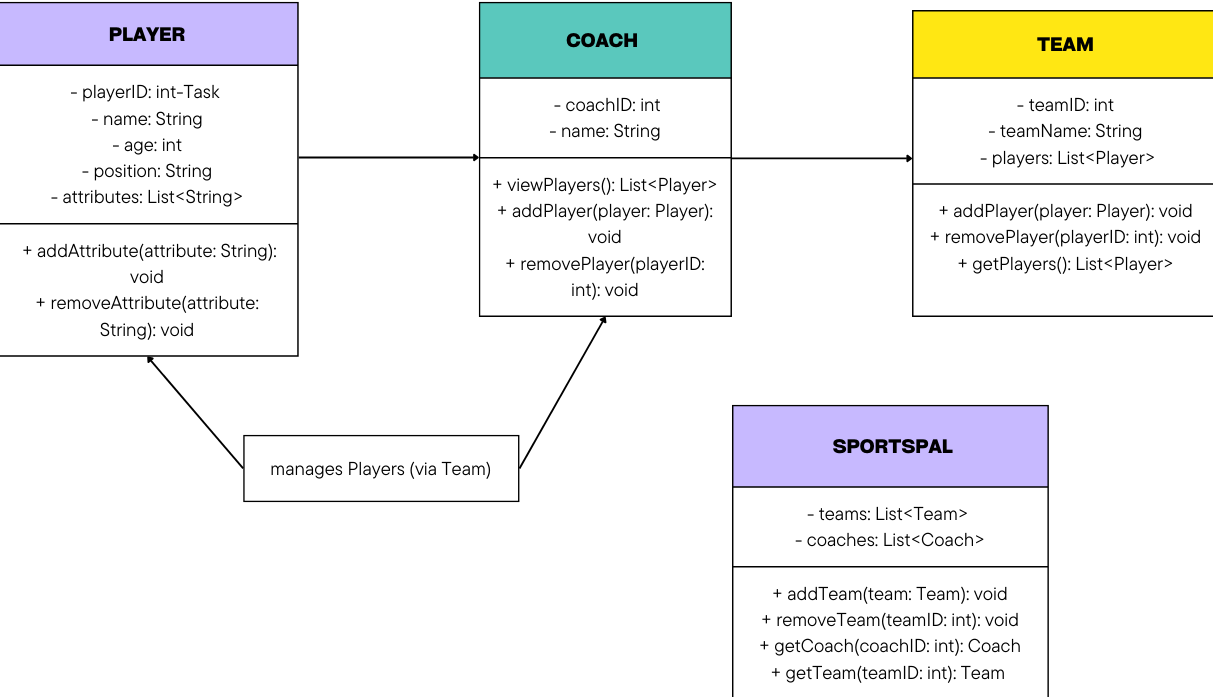 PLAYER
- playerID: int-Task
- name: String
- age: int
- position: String
- attributes: List<String>
+ addAttribute(attribute: String):
void
+ removeAttribute(attribute:
String): void
COACH
- coachID: int
- name: String
+ viewPlayers(): List<Player>
+ addPlayer(player: Player):
void
+ removePlayer(playerID:
int): void
TEAM
- teamID: int
- teamName: String
- players: List<Player>
+ addPlayer(player: Player): void
+ removePlayer(playerID: int): void
+ getPlayers(): List<Player>
manages Players (via Team)
SPORTSPAL
- teams: List<Team>
- coaches: List<Coach>
+ addTeam(team: Team): void
+ removeTeam(teamID: int): void
+ getCoach(coachID: int): Coach
+ getTeam(teamID: int): Team